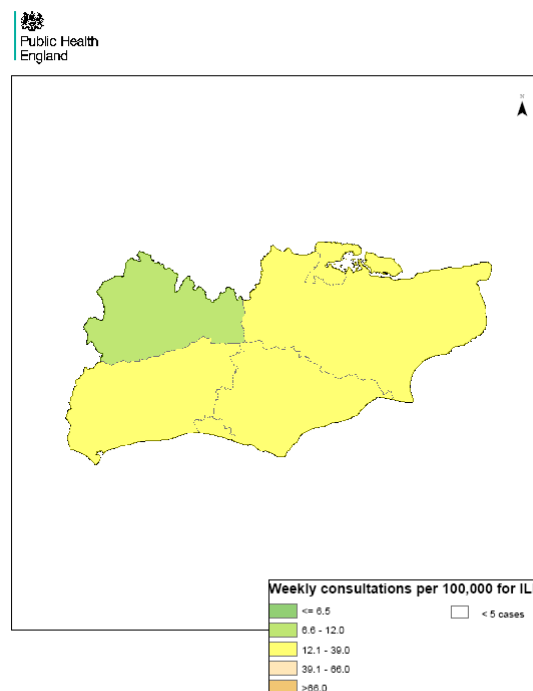 Public Health
England
N
Weekly consultations per 100,000 for ILI
<= 6.5
< 5 cases
6.6 - 12.0
12.1 - 39.0
39.1 - 66.0
>66.0